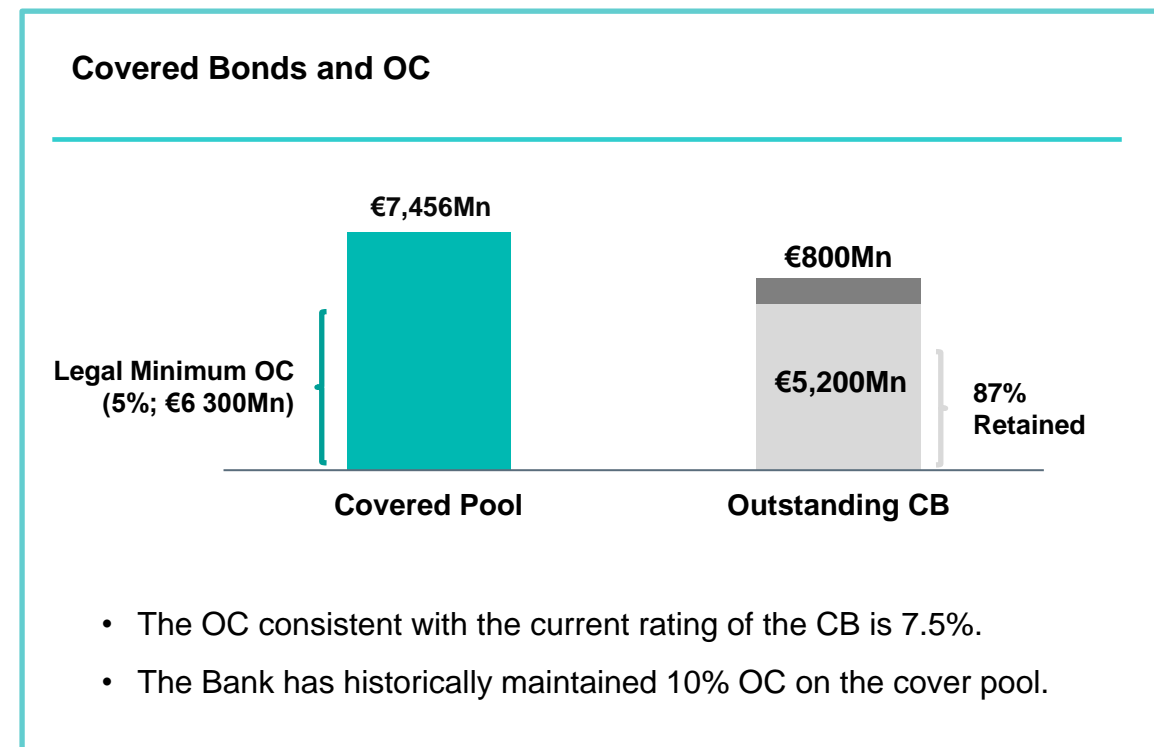 Covered Bonds and OC
€7,456Mn
€800Mn
Legal Minimum OC
(5%; €6 300Mn)
€5,200Mn
87%
Retained
Covered Pool
Outstanding CB
• The OC consistent with the current rating of the CB is 7.5%.
• The Bank has historically maintained 10% OC on the cover pool.